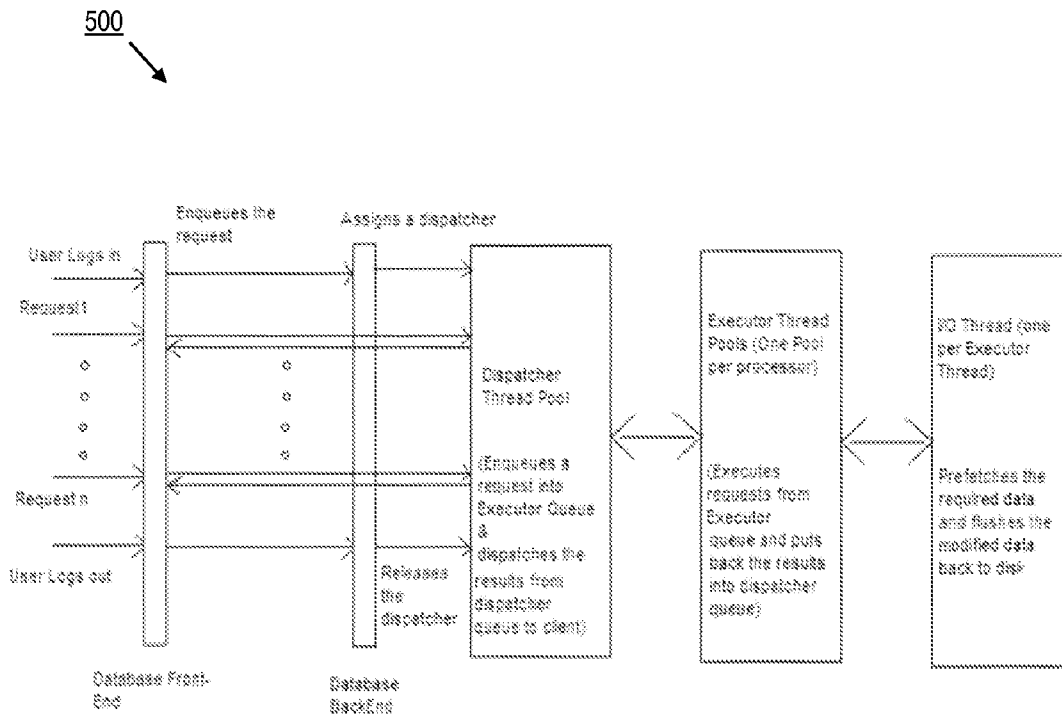 500
Enqueues the
request
Assigns a dispatcher
User Logs in
Request1
Request n
User Logs out
Releases
the
dispatcher
Database Front-
End
Database
BackEnd
Dispatcher
Thread Pool
(Enqueues a
request into
Executor Queue
&
dispatches the
results from
dispatcher
queue to client)
Executor Thread
Pools (One Pool
per processor)
(Executes
requests from
Executor
queue and puts
back the results
into dispatcher
queue)
I/O Thread (one
per Executor
Thread)
Prefetches the
required data
and flushes the
modified data
back to disk